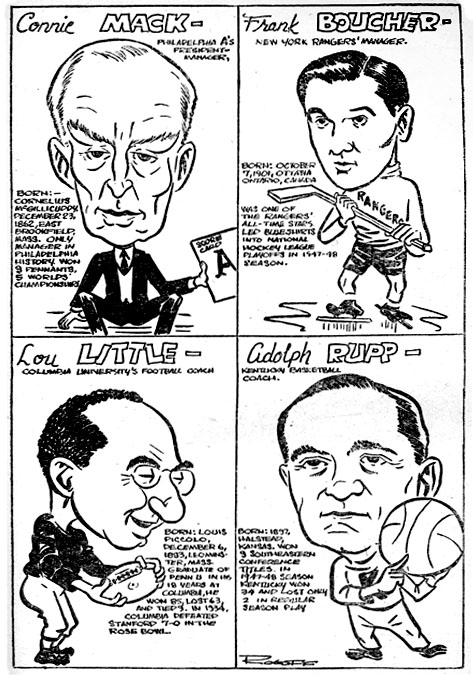 Connie MACK-
PHILADELPHIA A'S
PRESIDENT-
MANAGER,
BORN:-
CORNELIUS
McGILLICUDDY,
DECEMBER 23,
1862, EAST
BROOKFIELD,
MASS. ONLY
MANAGER IN
PHILADELPHIA
HISTORY. WON
9 PENNANTS,
5 WORLDS'
CHAMPIONSHIPS
SCORE
CARD
A
Frank BOUCHER-
NEW YORK RANGERS' MANAGER.
BORN: OCTOBER
7, 1901, OTTAWA
ONTARIO, CANADA
WAS ONE OF
THE RANGERS'
ALL-TIME STARS.
LED BLUESHIRTS
INTO NATIONAL
HOCKEY LEAGUE
PLAYOFFS IN 1947-48
SEASON.
RANGERS
Lou LITTLE-
COLUMBIA UNIVERSITY'S FOOTBALL COACH
BORN: LOUIS
PICCOLO,
DECEMBER 6,
1893, LEOMINS-
TER, MASS.
GRADUATE OF
PENN U. IN HIS
18 YEARS AT
COLUMBIA, HE
WON 85, LOST 63,
AND TIED 9. IN 1934,
COLUMBIA DEFEATED
STANFORD 7-0 IN THE
ROSE BOWL.
Adolph RUPP-
KENTUCKY BASKETBALL
COACH.
BORN: 1897,
HALSTEAD,
KANSAS. WON
9 SOUTHEASTERN
CONFERENCE
TITLES. IN
1947-48 SEASON
KENTUCKY WON
34 AND LOST ONLY
2 IN REGULAR
SEASON PLAY